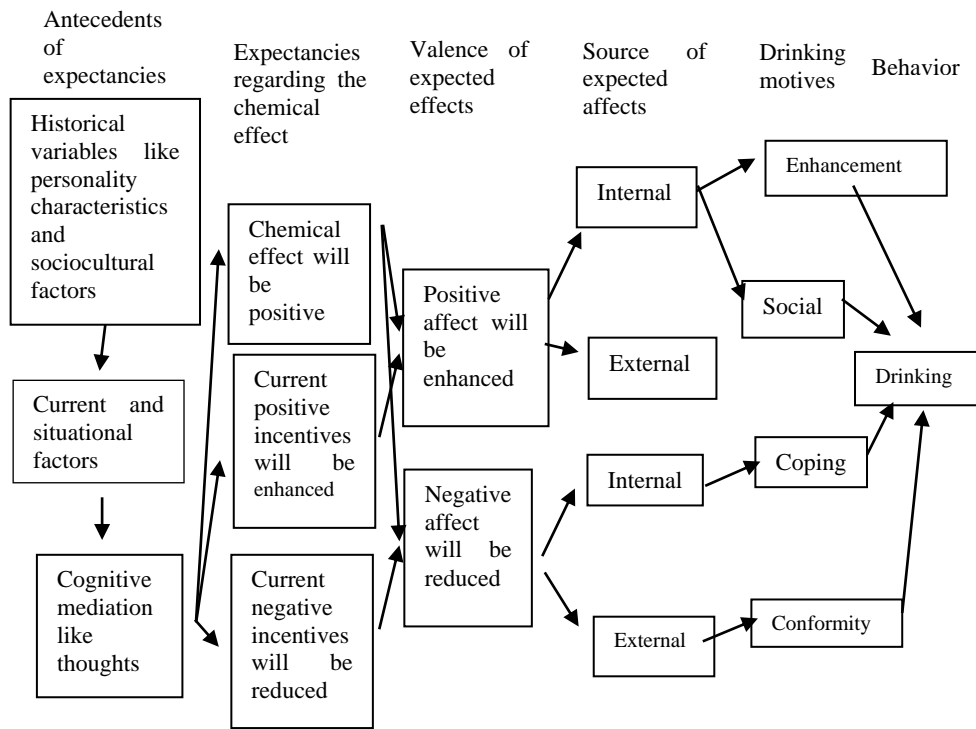 Antecedents
of
expectancies
Expectancies
regarding the
chemical
effect
Valence of
expected
effects
Source of
expected
affects
Drinking
motives
Behavior
Historical
variables like
personality
characteristics
and
sociocultural
factors
Current and
situational
factors
Cognitive
mediation
like
thoughts
Chemical
effect will
be
positive
Current
positive
incentives
will be
enhanced
Current
negative
incentives
will be
reduced
Positive
affect will
be
enhanced
Negative
affect
will be
reduced
Internal
External
Internal
External
Enhancement
Social
Coping
Conformity
Drinking